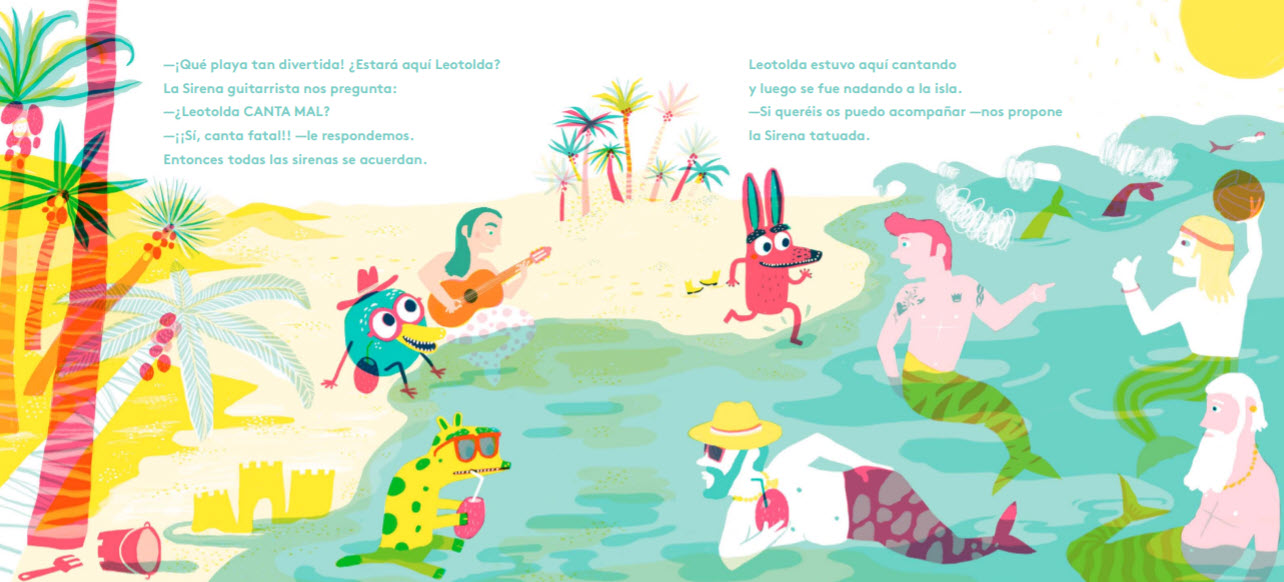 —¡Qué playa tan divertida! ¿Estará aquí Leotolda?
La Sirena guitarrista nos pregunta:
—¿Leotolda CANTA MAL?
—¡¡Sí, canta fatal!! —le respondemos.
Entonces todas las sirenas se acuerdan.
Leotolda estuvo aquí cantando
y luego se fue nadando a la isla.
—Si queréis os puedo acompañar —nos propone
la Sirena tatuada.